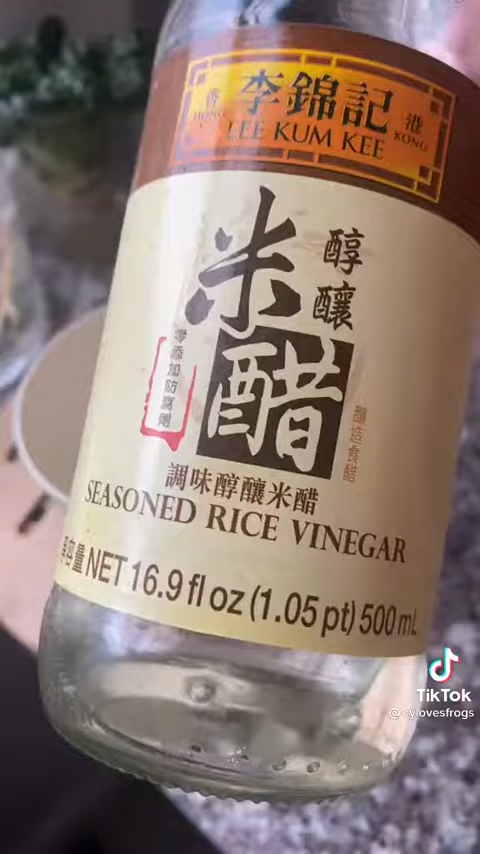 香 李錦記 港
HONG LEE KUM KEE KONG
米醋
醇釀
零添加防腐劑
釀造食醋
調味醇釀米醋
SEASONED RICE VINEGAR
容量 NET 16.9 fl oz (1.05 pt) 500 mL
TikTok
@cylovesfrogs